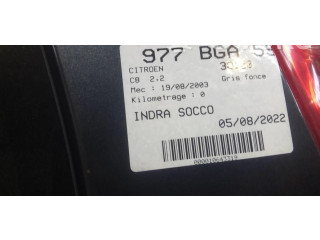 977 BGA 59
CITROEN
C8 2.2 Gris fonce
Mec : 19/08/2003
Kilometrage : 0
INDRA SOCCO
05/08/2022